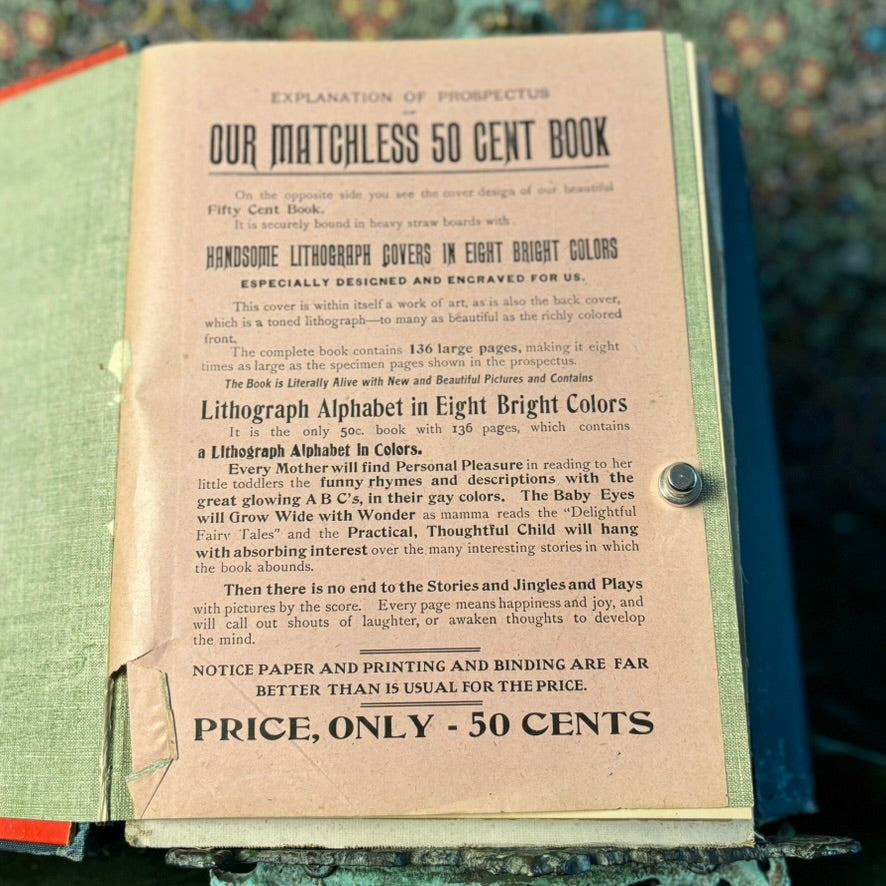 EXPLANATION OF PROSPECTUS
OF
OUR MATCHLESS 50 CENT BOOK
On the opposite side you see the cover design of our beautiful
Fifty Cent Book.
It is securely bound in heavy straw boards with
HANDSOME LITHOGRAPH COVERS IN EIGHT BRIGHT COLORS
ESPECIALLY DESIGNED AND ENGRAVED FOR US.
This cover is within itself a work of art, as is also the back cover,
which is a toned lithograph—to many as beautiful as the richly colored
front.
The complete book contains 136 large pages, making it eight
times as large as the specimen pages shown in the prospectus.
The Book is Literally Alive with New and Beautiful Pictures and Contains
Lithograph Alphabet in Eight Bright Colors
It is the only 50c. book with 136 pages, which contains
a Lithograph Alphabet in Colors.
Every Mother will find Personal Pleasure in reading to her
little toddlers the funny rhymes and descriptions with the
great glowing A B C's, in their gay colors. The Baby Eyes
will Grow Wide with Wonder as mamma reads the "Delightful
Fairy Tales" and the Practical, Thoughtful Child will hang
with absorbing interest over the many interesting stories in which
the book abounds.
Then there is no end to the Stories and Jingles and Plays
with pictures by the score. Every page means happiness and joy, and
will call out shouts of laughter, or awaken thoughts to develop
the mind.
NOTICE PAPER AND PRINTING AND BINDING ARE FAR
BETTER THAN IS USUAL FOR THE PRICE.
PRICE, ONLY - 50 CENTS